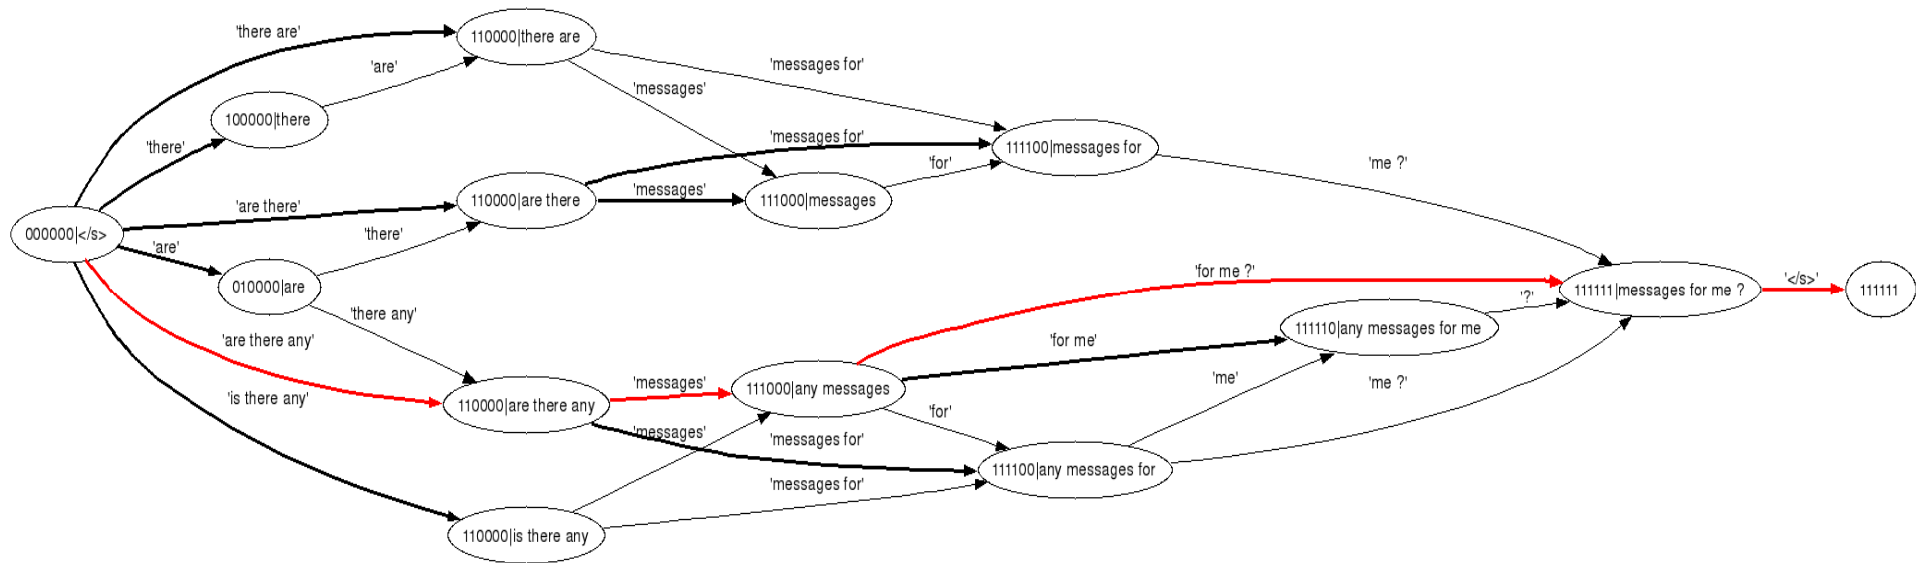 'there are'
110000|there are
'are'
'messages for'
'messages'
100000|there
'there'
'messages for'
111100|messages for
'for'
'me ?'
'are there'
110000|are there
'messages'
111000|messages
000000|</s>
'are'
'there'
010000|are
'for me ?'
'</s>'
111111|messages for me ?
111111
'there any'
'?'
111110|any messages for me
'are there any'
'for me'
'messages'
111000|any messages
'me'
'me ?'
'is there any'
110000|are there any
'for'
'messages'
'messages for'
111100|any messages for
'messages for'
110000|is there any